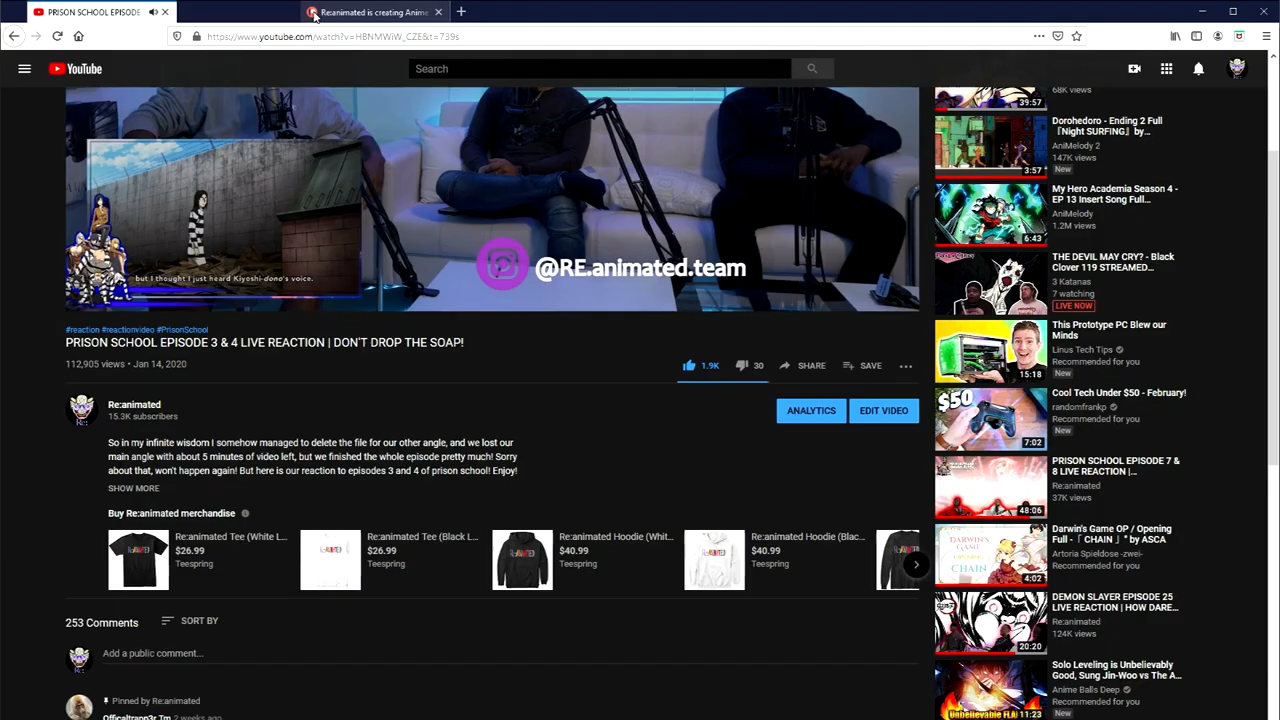 PRISON SCHOOL EPISODE
Re:animated is creating Anime
https://www.youtube.com/watch?v=HBNMWiW_CZE&t=739s
YouTube
Search
but I thought I just heard Kiyoshi-dono's voice.
@RE.animated.team
#reaction #reactionvideo #PrisonSchool
PRISON SCHOOL EPISODE 3 & 4 LIVE REACTION | DON'T DROP THE SOAP!
112,905 views • Jan 14, 2020
1.9K
30
SHARE
SAVE
Re:animated
15.3K subscribers
ANALYTICS
EDIT VIDEO
So in my infinite wisdom I somehow managed to delete the file for our other angle, and we lost our
main angle with about 5 minutes of video left, but we finished the whole episode pretty much! Sorry
about that, won't happen again! But here is our reaction to episodes 3 and 4 of prison school! Enjoy!
SHOW MORE
Buy Re:animated merchandise
Re:animated Tee (White L...
$26.99
Teespring
Re:animated Tee (Black L...
$26.99
Teespring
Re:animated Hoodie (Whit...
$40.99
Teespring
Re:animated Hoodie (Blac...
$40.99
Teespring
253 Comments
SORT BY
Add a public comment...
Pinned by Re:animated
Officaltrapp3r Tm 2 weeks ago
68K views
39:57
Dorohedoro - Ending 2 Full
『Night SURFING』by...
AniMelody 2
147K views
New
3:57
My Hero Academia Season 4 -
EP 13 Insert Song Full...
AniMelody
1.2M views
6:43
THE DEVIL MAY CRY? - Black
Clover 119 STREAMED...
3 Katanas
7 watching
LIVE NOW
This Prototype PC Blew our
Minds
Linus Tech Tips
Recommended for you
New
15:18
$50
Cool Tech Under $50 - February!
randomfrankp
Recommended for you
New
7:02
PRISON SCHOOL EPISODE 7 &
8 LIVE REACTION |...
Re:animated
37K views
48:06
DARWIN'S
GAME
CHAIN
Darwin's Game OP / Opening
Full -「 CHAIN 」" by ASCA
Artoria Spieldose -zwei-
Recommended for you
4:02
DEMON SLAYER EPISODE 25
LIVE REACTION | HOW DARE...
Re:animated
124K views
20:20
Solo Leveling is Unbelievably
Good, Sung Jin-Woo vs The A...
Anime Balls Deep
Recommended for you
Unbelievable FLA
11:23